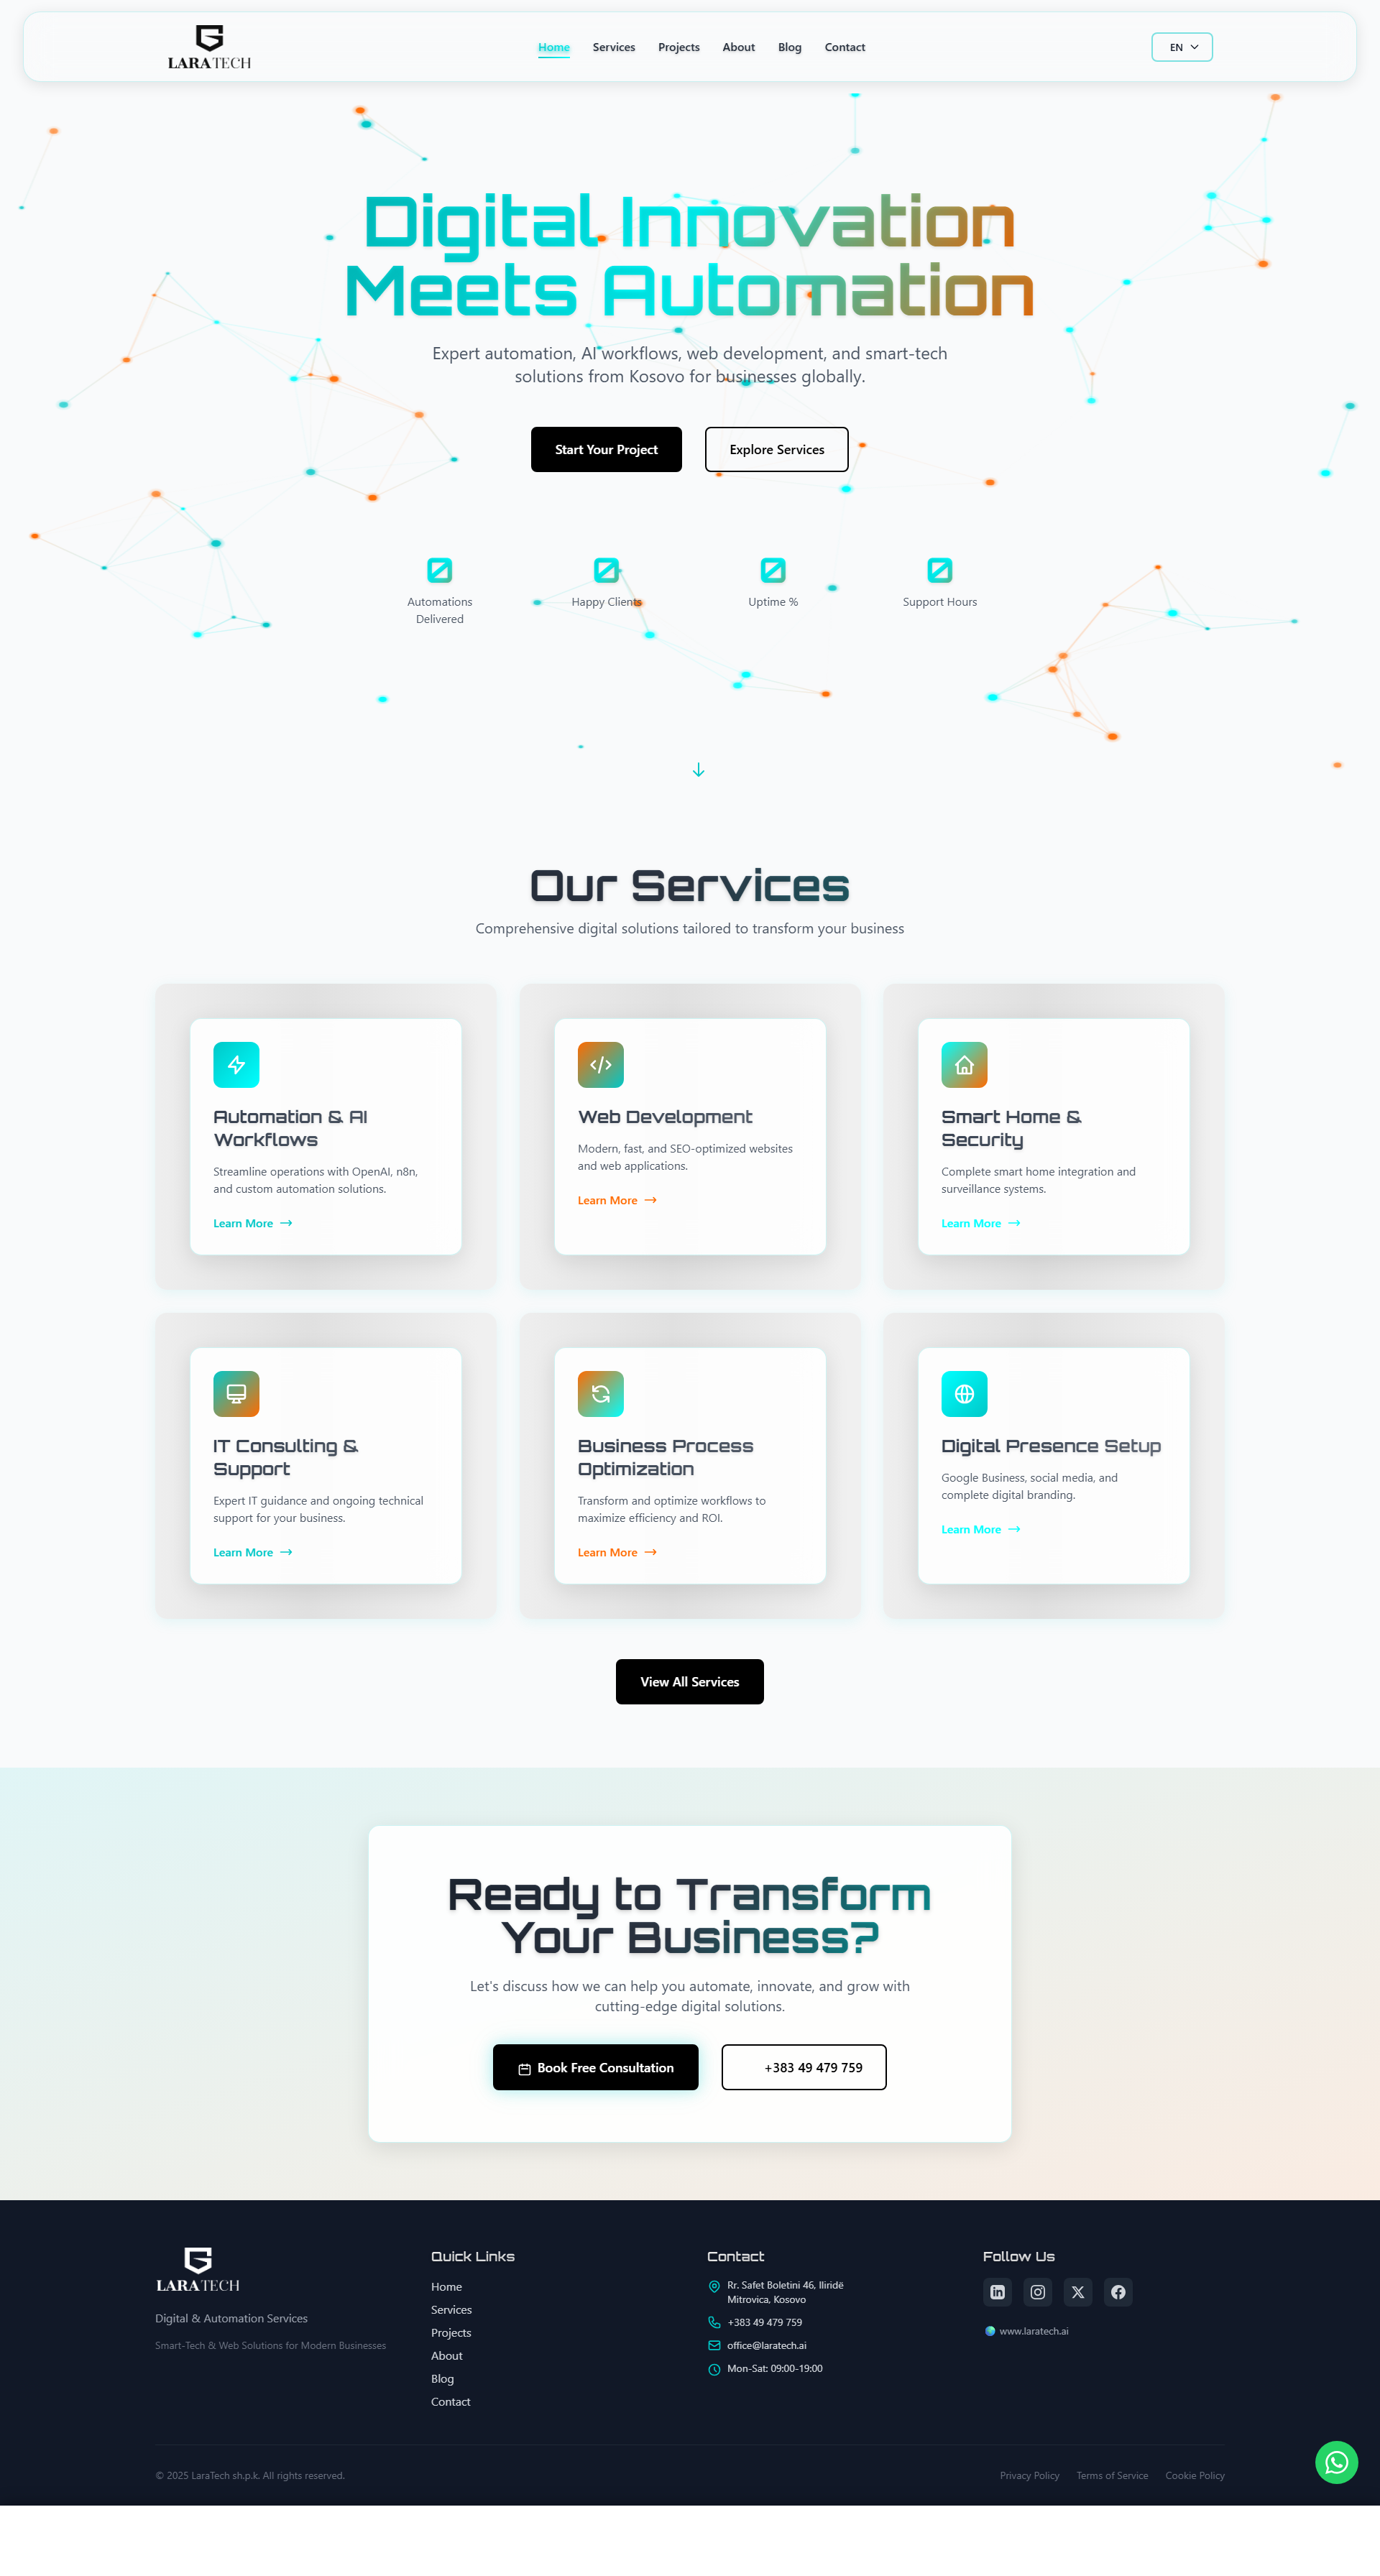 LARATECH
Home
Services
Projects
About
Blog
Contact
EN
Digital Innovation
Meets Automation
Expert automation, AI workflows, web development, and smart-tech
solutions from Kosovo for businesses globally.
Start Your Project
Explore Services
0
Automations
Delivered
0
Happy Clients
0
Uptime %
0
Support Hours
Our Services
Comprehensive digital solutions tailored to transform your business
Automation & AI
Workflows
Streamline operations with OpenAI, n8n,
and custom automation solutions.
Learn More
Web Development
Modern, fast, and SEO-optimized websites
and web applications.
Learn More
Smart Home &
Security
Complete smart home integration and
surveillance systems.
Learn More
IT Consulting &
Support
Expert IT guidance and ongoing technical
support for your business.
Learn More
Business Process
Optimization
Transform and optimize workflows to
maximize efficiency and ROI.
Learn More
Digital Presence Setup
Google Business, social media, and
complete digital branding.
Learn More
View All Services
Ready to Transform
Your Business?
Let's discuss how we can help you automate, innovate, and grow with
cutting-edge digital solutions.
Book Free Consultation
+383 49 479 759
LARATECH
Digital & Automation Services
Smart-Tech & Web Solutions for Modern Businesses
Quick Links
Home
Services
Projects
About
Blog
Contact
Contact
Rr. Safet Boletini 46, Iliridë
Mitrovica, Kosovo
+383 49 479 759
office@laratech.ai
Mon-Sat: 09:00-19:00
Follow Us
www.laratech.ai
© 2025 LaraTech sh.p.k. All rights reserved.
Privacy Policy
Terms of Service
Cookie Policy